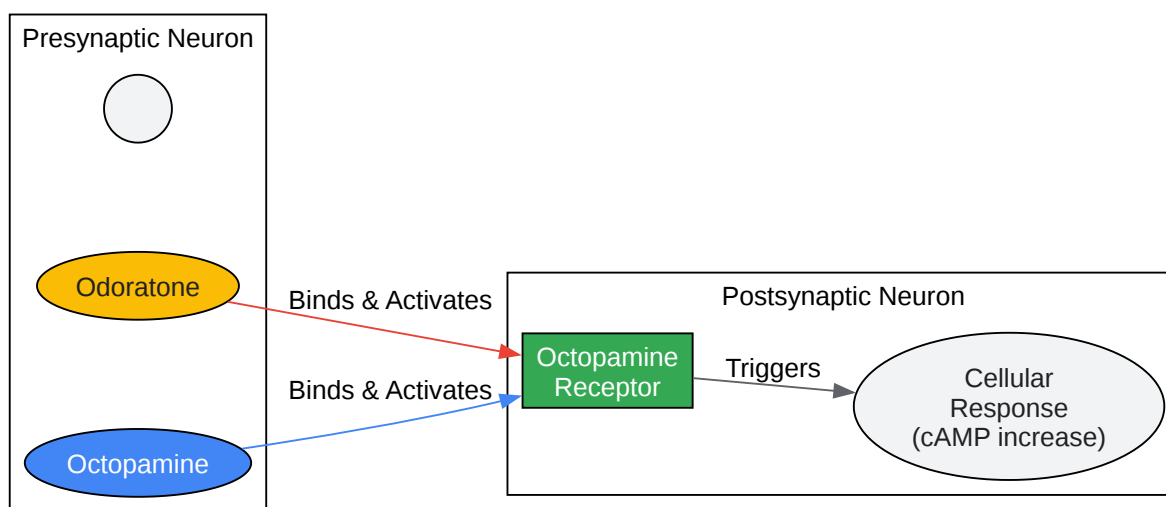 Presynaptic Neuron
Odoratone
Binds & Activates
Postsynaptic Neuron
Octopamine
Receptor
Triggers
Cellular
Response
(cAMP increase)
Binds & Activates
Octopamine